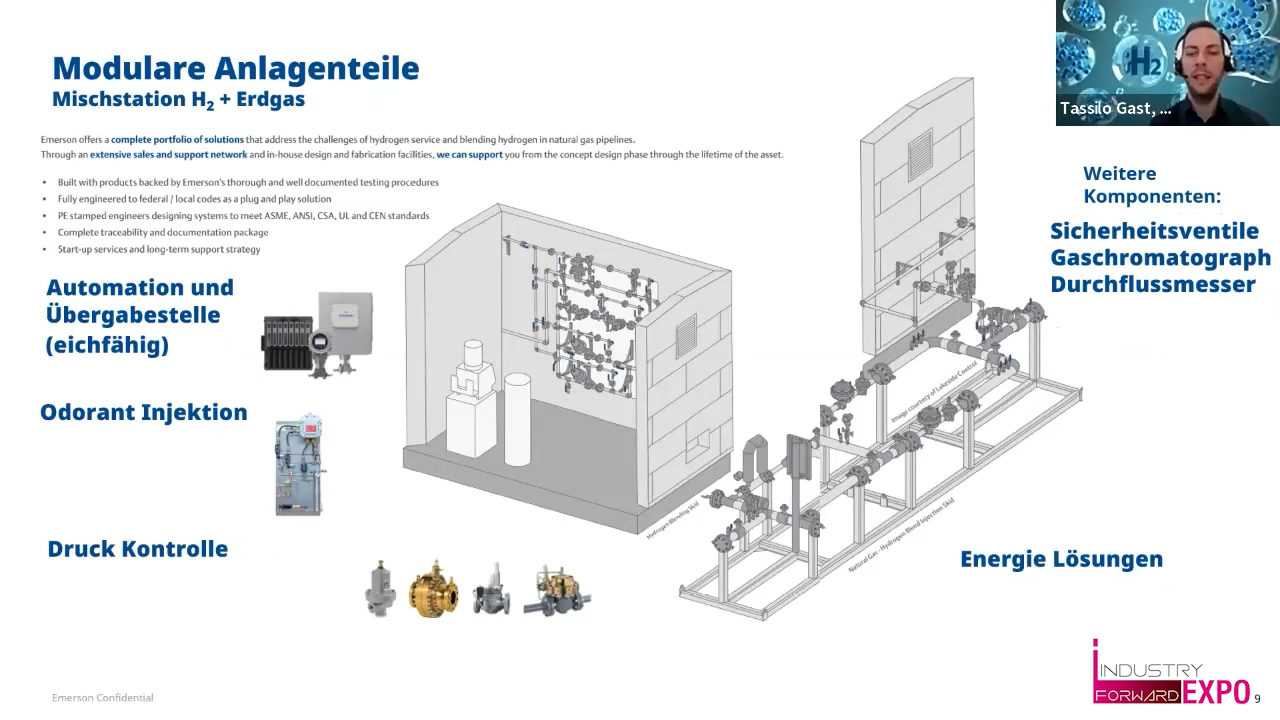 Modulare Anlagenteile
Mischstation H₂ + Erdgas
Emerson offers a complete portfolio of solutions that address the challenges of hydrogen service and blending hydrogen in natural gas pipelines.
Through an extensive sales and support network and in-house design and fabrication facilities, we can support you from the concept design phase through the lifetime of the asset.
• Built with products backed by Emerson's thorough and well documented testing procedures
• Fully engineered to federal / local codes as a plug and play solution
• PE stamped engineers designing systems to meet ASME, ANSI, CSA, UL and CEN standards
• Complete traceability and documentation package
• Start-up services and long-term support strategy
Automation und
Übergabestelle
(eichfähig)
Odorant Injektion
Druck Kontrolle
Hydrogen Blending Skid
Image courtesy of Lakeside Control
Natural Gas - Hydrogen Blend Injection Skid
H2
Tassilo Gast, ...
Weitere
Komponenten:
Sicherheitsventile
Gaschromatograph
Durchflussmesser
Energie Lösungen
Emerson Confidential
INDUSTRY
FORWARD EXPO
9